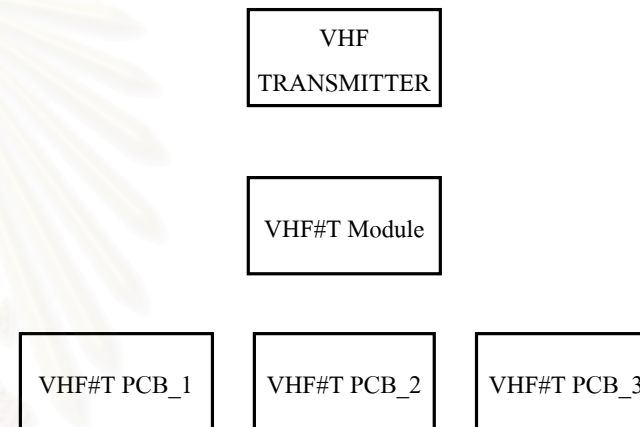 VHF
TRANSMITTER
VHF#T Module
VHF#T PCB_1
VHF#T PCB_2
VHF#T PCB_3